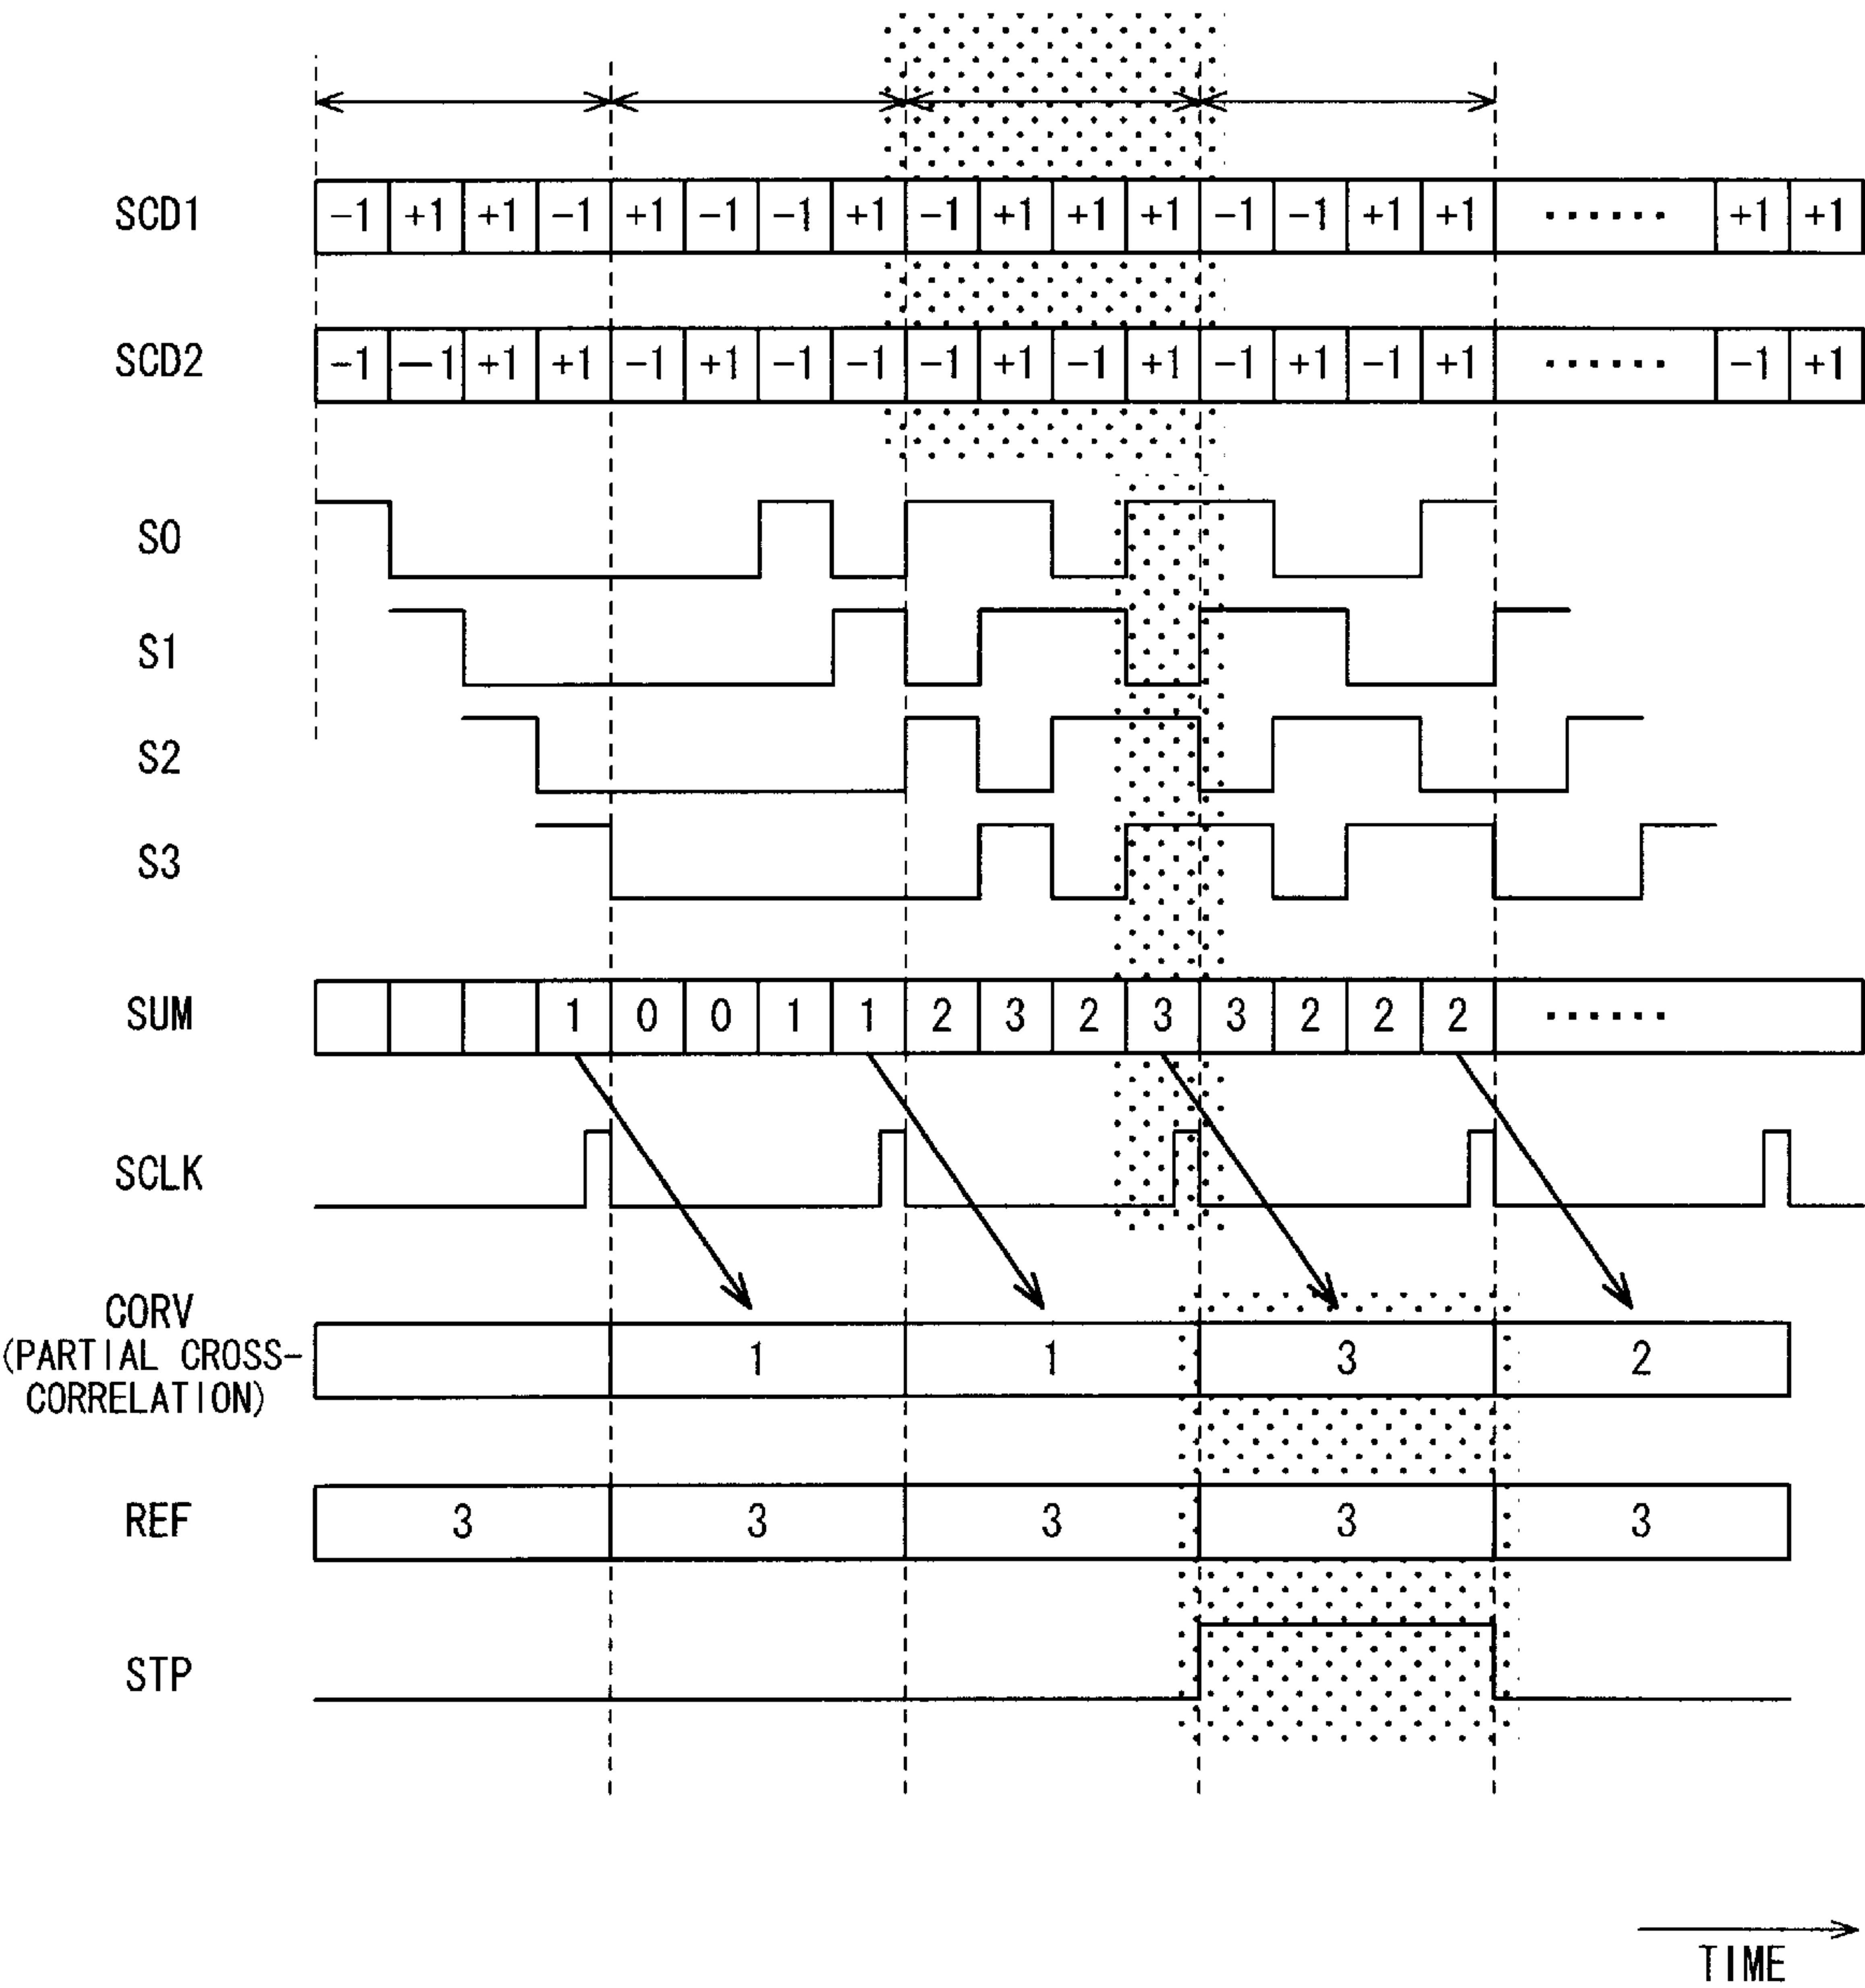 SCD1 -1 +1 +1 -1 +1 -1 -1 +1 -1 +1 +1 +1 -1 -1 +1 +1 ······ +1 +1
SCD2 -1 -1 +1 +1 -1 +1 -1 -1 -1 +1 -1 +1 -1 +1 -1 +1 ······ -1 +1
S0
S1
S2
S3
SUM 1 0 0 1 1 2 3 2 3 3 2 2 2 ······
SCLK
CORV
(PARTIAL CROSS-
CORRELATION)
1 1 3 2
REF 3 3 3 3 3
STP
TIME